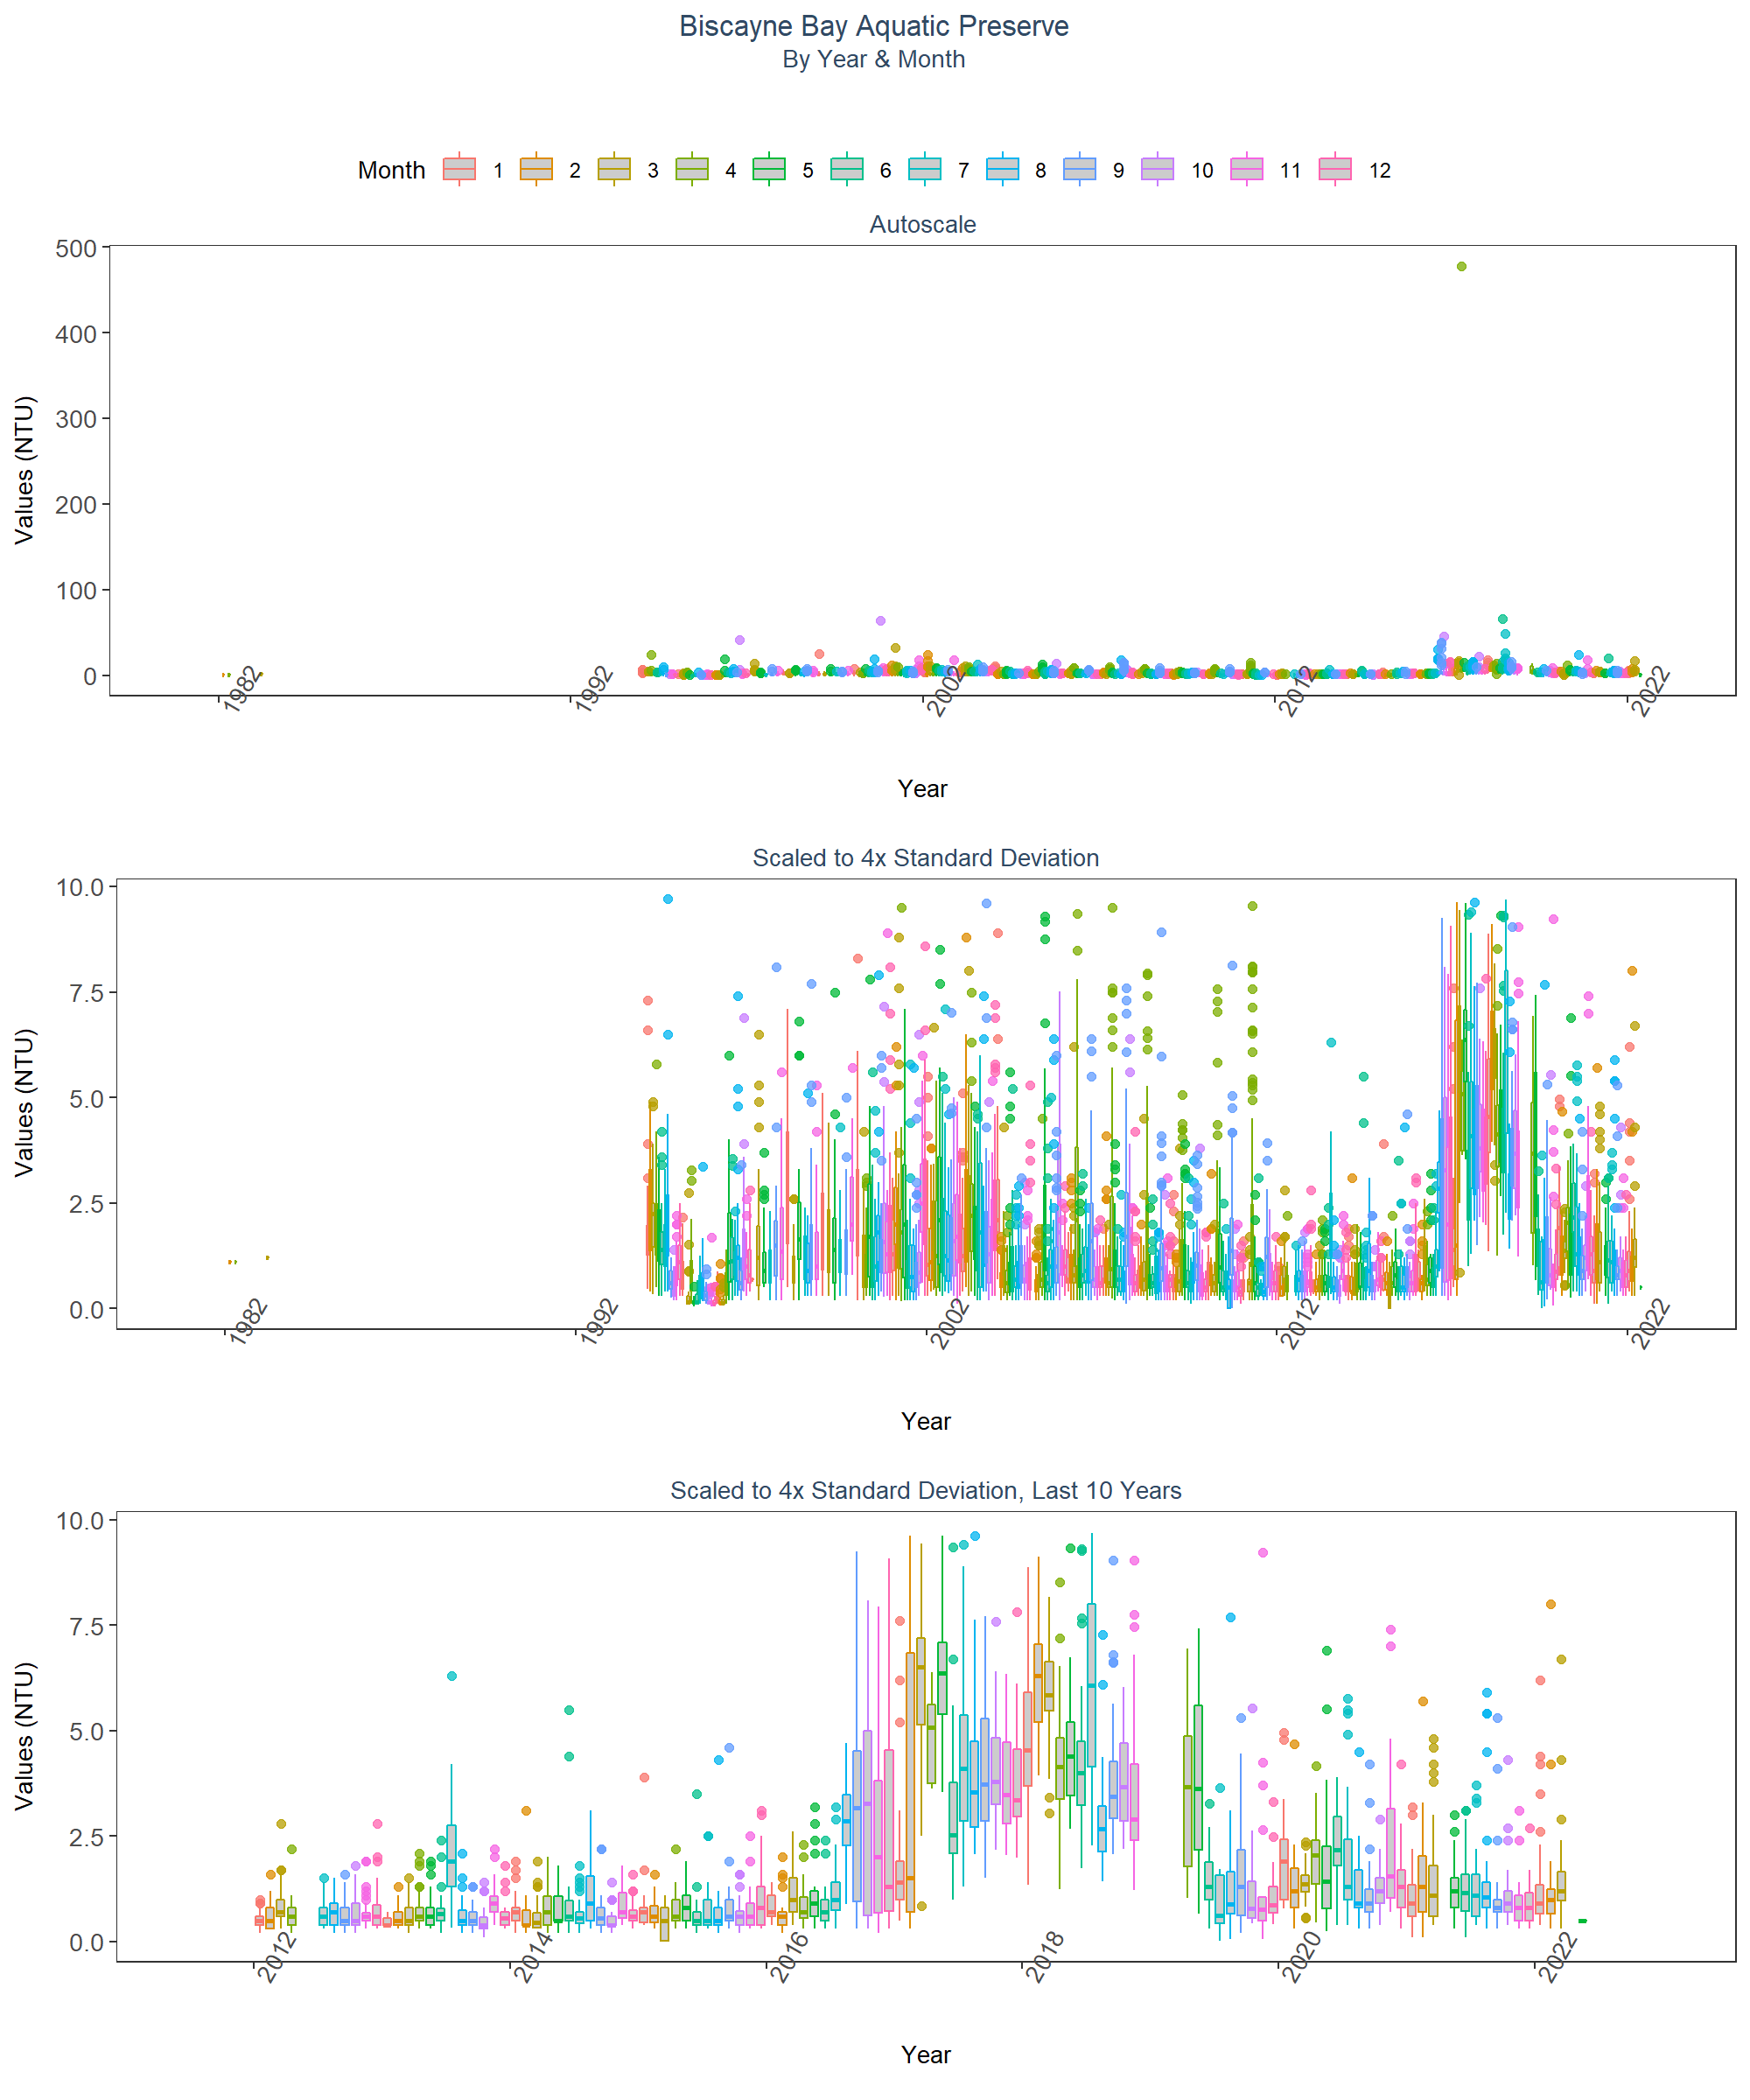 Biscayne Bay Aquatic Preserve
By Year & Month
Month 1 2 3 4 5 6 7 8 9 10 11 12
Autoscale
500
400
300
200
100
0
Values (NTU)
1982 1992 2002 2012 2022
Year
Scaled to 4x Standard Deviation
10.0
7.5
5.0
2.5
0.0
Values (NTU)
1982 1992 2002 2012 2022
Year
Scaled to 4x Standard Deviation, Last 10 Years
10.0
7.5
5.0
2.5
0.0
Values (NTU)
2012 2014 2016 2018 2020 2022
Year